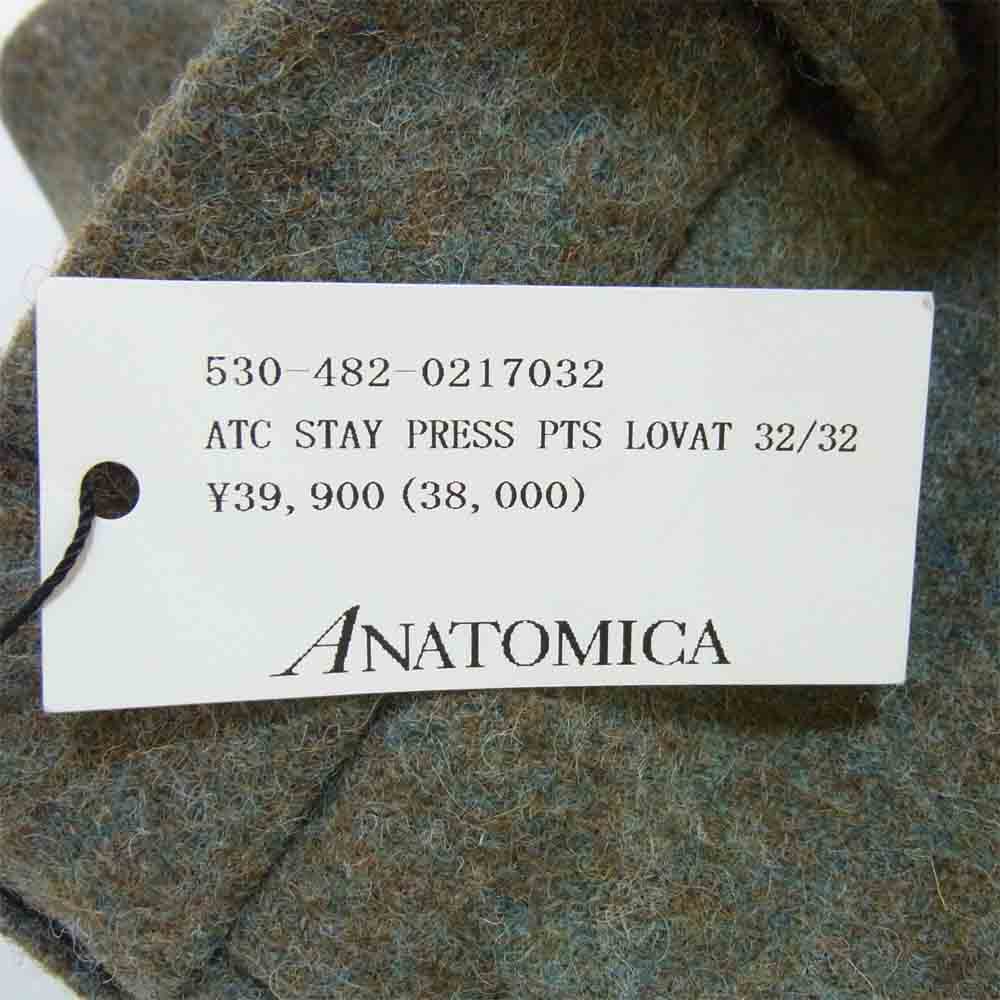 530-482-0217032
ATC STAY PRESS PTS LOVAT 32/32
¥39,900(38,000)
ANATOMICA